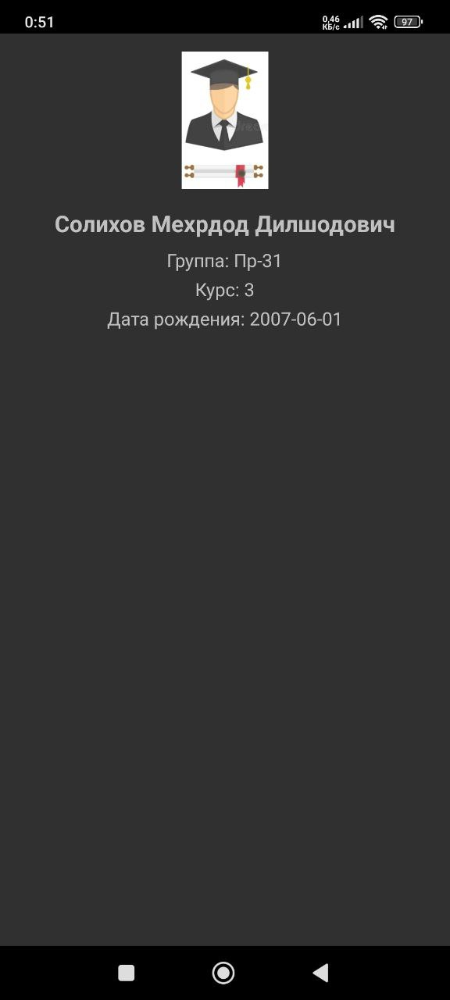 0:51
0,46
КБ/с
97
Солихов Мехрдод Дилшодович
Группа: Пр-31
Курс: 3
Дата рождения: 2007-06-01